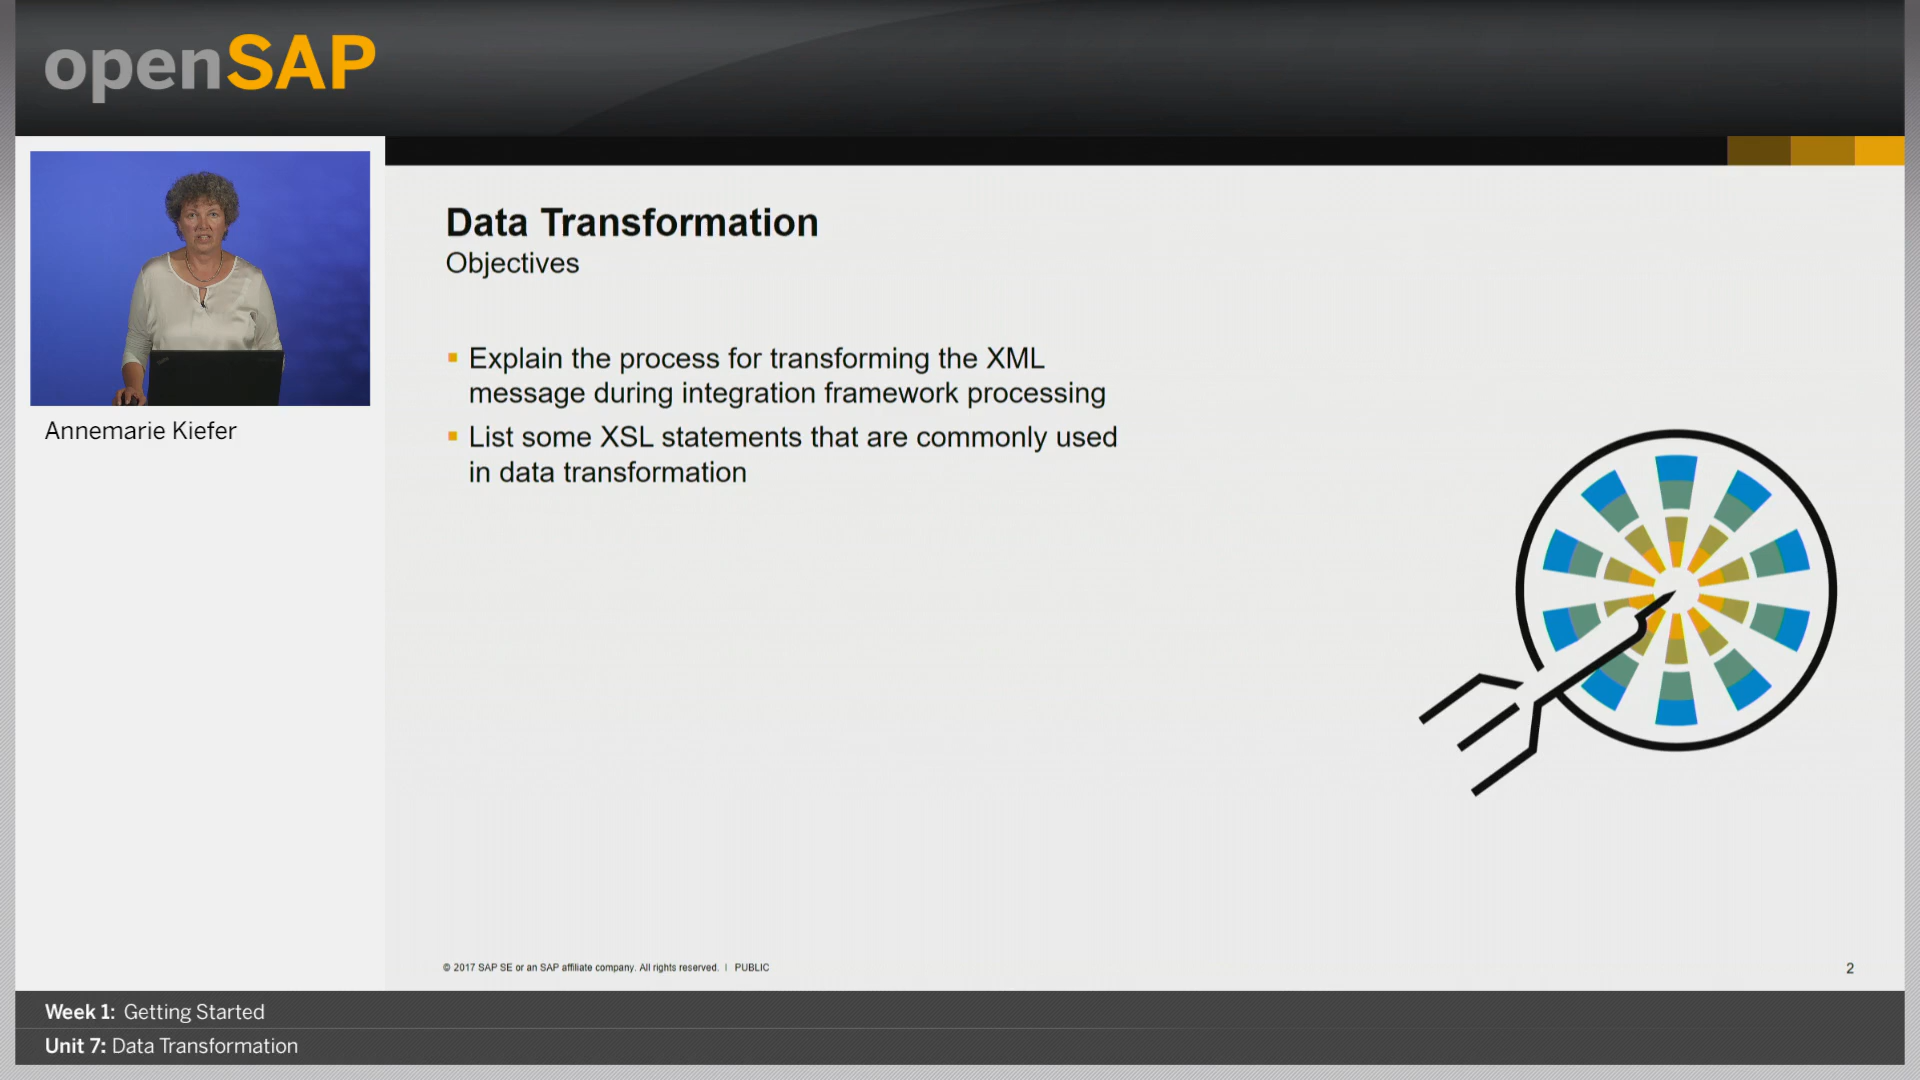 openSAP
Annemarie Kiefer
Data Transformation
Objectives
▪ Explain the process for transforming the XML
message during integration framework processing
▪ List some XSL statements that are commonly used
in data transformation
© 2017 SAP SE or an SAP affiliate company. All rights reserved. | PUBLIC
2
Week 1: Getting Started
Unit 7: Data Transformation